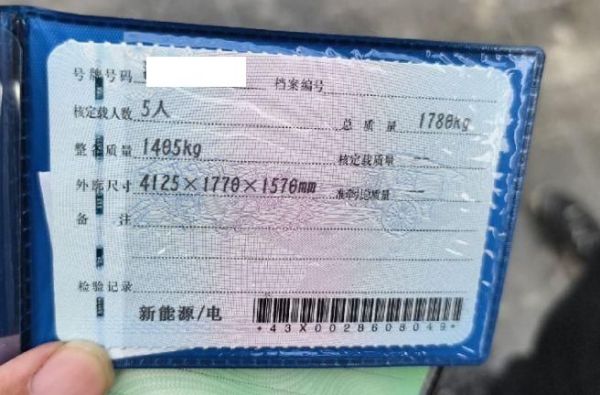 号牌号码 档案编号
核定载人数 5人 总质量 1780kg
整备质量 1405kg 核定载质量 —
外廓尺寸 4125×1770×1570mm 准牵引总质量 —
备 注
检验记录
新能源/电
*43X0028608049*